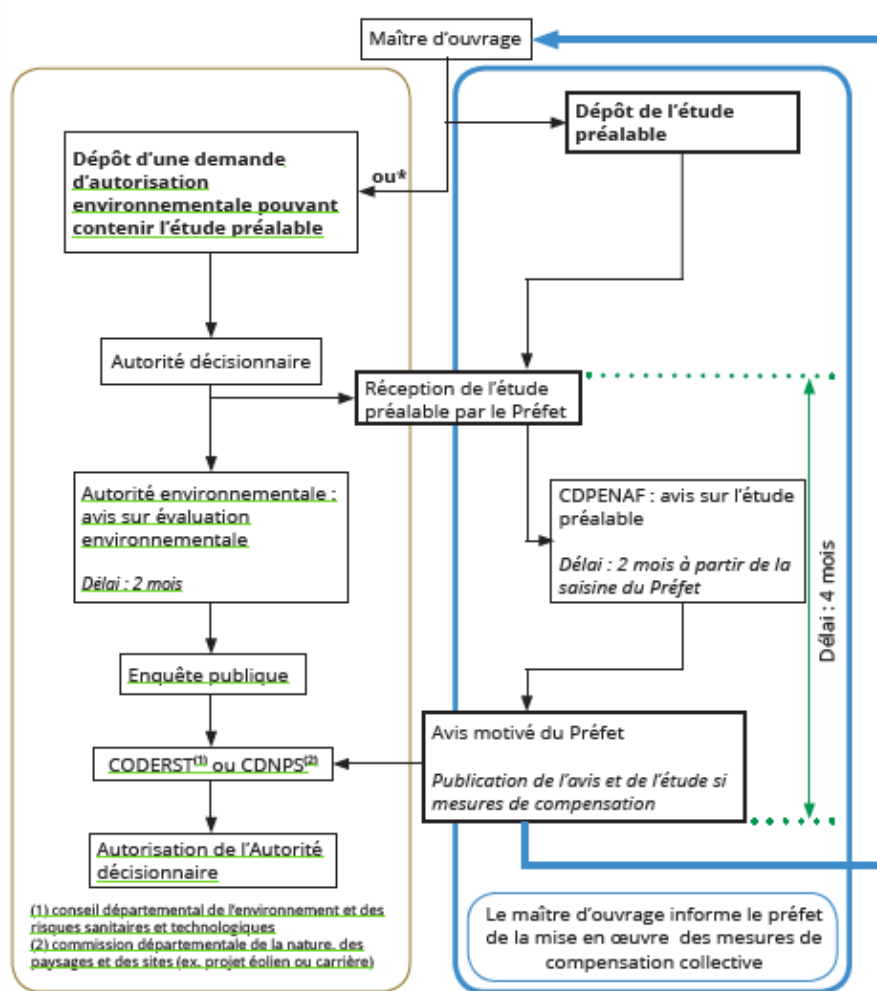 Maître d'ouvrage
Dépôt de l'étude
préalable
Dépôt d'une demande
d'autorisation
environnementale pouvant
contenir l'étude préalable
ou*
Autorité décisionnaire
Réception de l'étude
préalable par le Préfet
Autorité environnementale :
avis sur évaluation
environnementale
Délai : 2 mois
CDPENAF : avis sur l'étude
préalable
Délai : 2 mois à partir de la
saisine du Préfet
Délai : 4 mois
Enquête publique
Avis motivé du Préfet
Publication de l'avis et de l'étude si
mesures de compensation
CODERST(1) ou CDNPS(2)
Autorisation de l'Autorité
décisionnaire
(1) conseil départemental de l'environnement et des
risques sanitaires et technologiques
(2) commission départementale de la nature, des
paysages et des sites (ex. projet éolien ou carrière)
Le maître d'ouvrage informe le préfet
de la mise en œuvre des mesures de
compensation collective